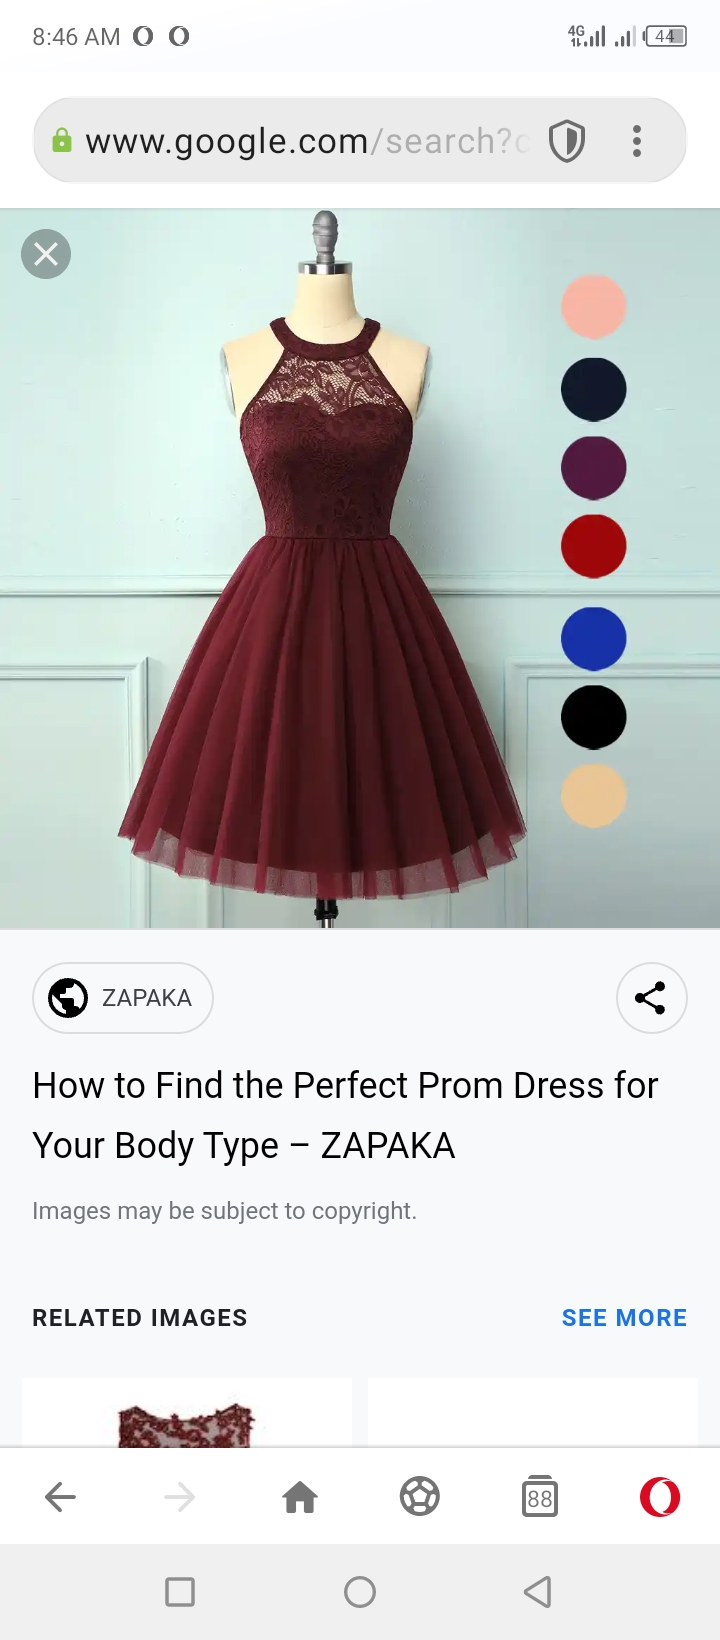 8:46 AM
4G
44
www.google.com/search?
ZAPAKA
How to Find the Perfect Prom Dress for
Your Body Type – ZAPAKA
Images may be subject to copyright.
RELATED IMAGES
SEE MORE
88